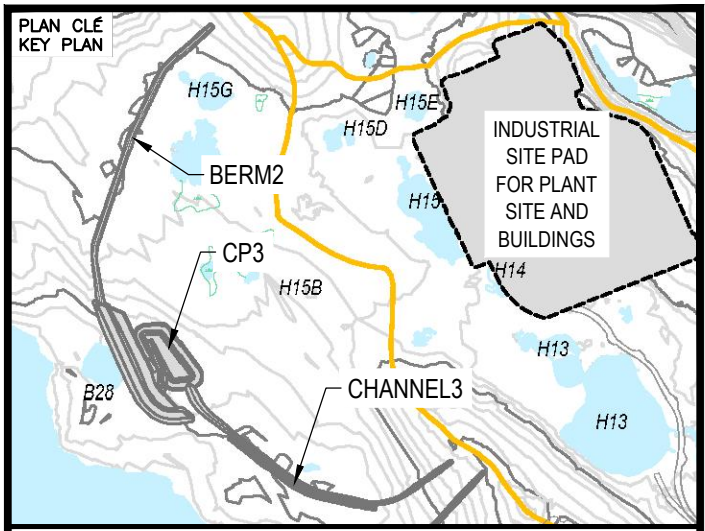 PLAN CLÉ
KEY PLAN
H15G
H15E
H15D
INDUSTRIAL
SITE PAD
FOR PLANT
SITE AND
BUILDINGS
BERM2
H15
CP3
H14
H15B
H13
B28
CHANNEL3
H13